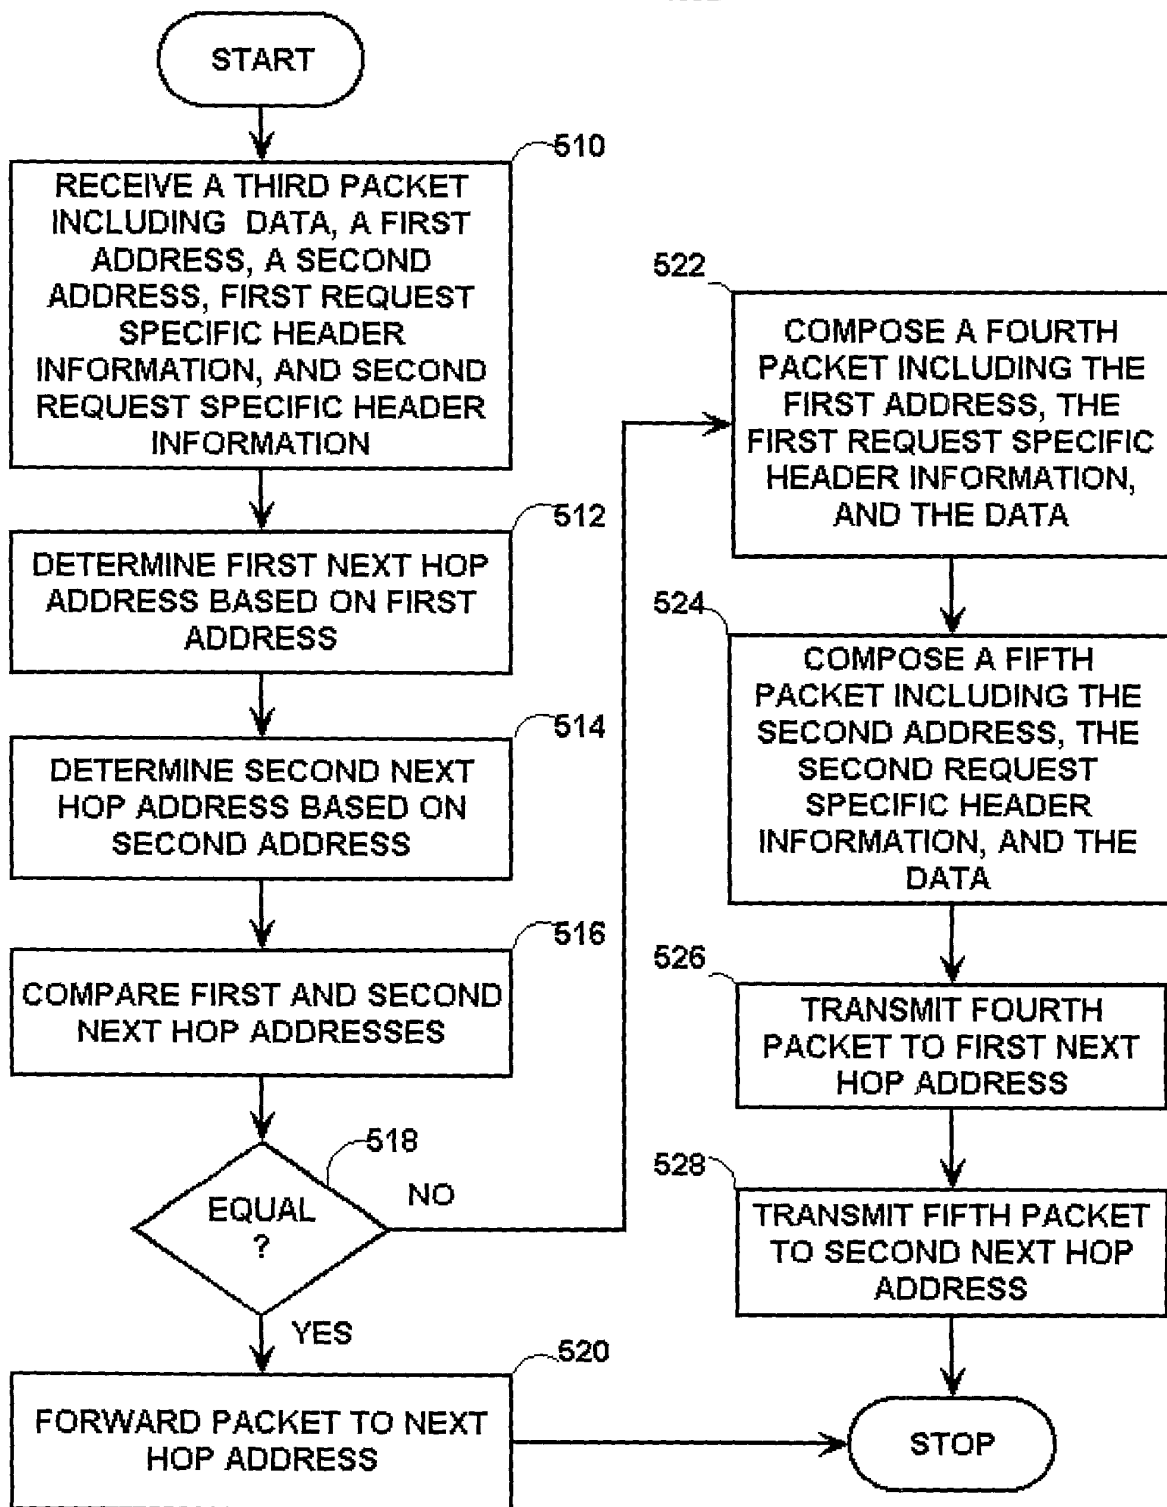 START
510
RECEIVE A THIRD PACKET
INCLUDING DATA, A FIRST
ADDRESS, A SECOND
ADDRESS, FIRST REQUEST
SPECIFIC HEADER
INFORMATION, AND SECOND
REQUEST SPECIFIC HEADER
INFORMATION
512
DETERMINE FIRST NEXT HOP
ADDRESS BASED ON FIRST
ADDRESS
514
DETERMINE SECOND NEXT
HOP ADDRESS BASED ON
SECOND ADDRESS
516
COMPARE FIRST AND SECOND
NEXT HOP ADDRESSES
518
EQUAL
?
NO
YES
520
FORWARD PACKET TO NEXT
HOP ADDRESS
522
COMPOSE A FOURTH
PACKET INCLUDING THE
FIRST ADDRESS, THE
FIRST REQUEST SPECIFIC
HEADER INFORMATION,
AND THE DATA
524
COMPOSE A FIFTH
PACKET INCLUDING THE
SECOND ADDRESS, THE
SECOND REQUEST
SPECIFIC HEADER
INFORMATION, AND THE
DATA
526
TRANSMIT FOURTH
PACKET TO FIRST NEXT
HOP ADDRESS
528
TRANSMIT FIFTH PACKET
TO SECOND NEXT HOP
ADDRESS
STOP